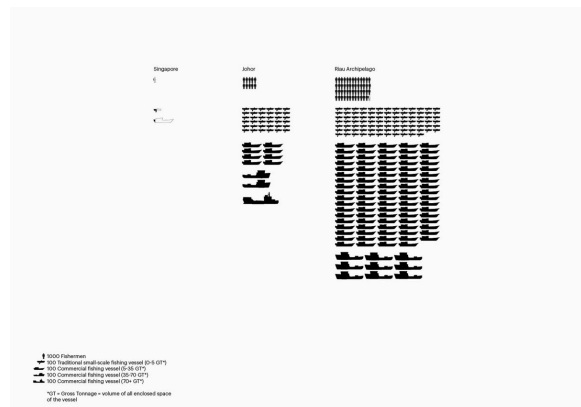 Singapore
Johor
Riau Archipelago
1000 Fishermen
100 Traditional small-scale fishing vessel (0-5 GT*)
100 Commercial fishing vessel (5-35 GT*)
100 Commercial fishing vessel (35-70 GT*)
100 Commercial fishing vessel (70+ GT*)
*GT = Gross Tonnage = volume of all enclosed space
of the vessel